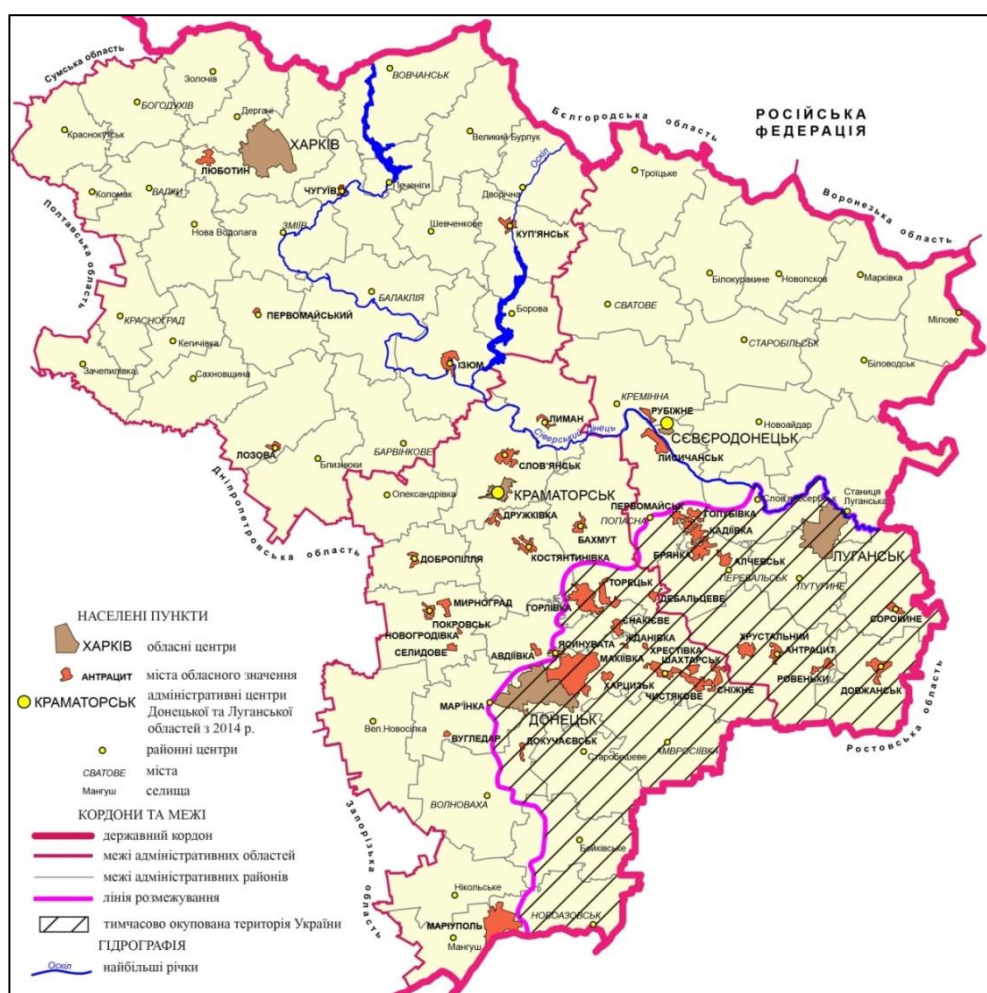 Сумська область
Золочів
ВОВЧАНСЬК
БОГОДУХІВ
Дергачі
Бєлгородська область
РОСІЙСЬКА
ФЕДЕРАЦІЯ
Краснокутськ
ХАРКІВ
Великий Бурлук
Оскіл
ЛЮБОТИН
Троїцьке
Воронезька область
Коломак
ВАЛКИ
ЧУГУЇВ
Печеніги
Дворічна
Полтавська область
Нова Водолага
ЗМІЇВ
Шевченкове
КУП'ЯНСЬК
Білокуракине
Новопсков
Марківка
БАЛАКЛІЯ
СВАТОВЕ
КРАСНОГРАД
ПЕРВОМАЙСЬКИЙ
Борова
Мілове
Кегичівка
СТАРОБІЛЬСЬК
Зачепилівка
Сахновщина
ІЗЮМ
Біловодськ
КРЕМІННА
ЛИМАН
РУБІЖНЕ
Новоайдар
Сіверський Донець
СЄВЄРОДОНЕЦЬК
ЛОЗОВА
БАРВІНКОВЕ
ЛИСИЧАНСЬК
Близнюки
СЛОВ'ЯНСЬК
Дніпропетровська область
Олександрівка
КРАМАТОРСЬК
Слов'яносербськ
Станиця
Луганська
ПЕРВОМАЙСЬК
ГОЛУБІВКА
ДРУЖКІВКА
ПОПАСНА
БАХМУТ
ХАДІЇВКА
ЛУГАНСЬК
ДОБРОПІЛЛЯ
КОСТЯНТИНІВКА
БРЯНКА
АЛЧЕВСЬК
ПЕРЕВАЛЬСЬК
ЛУТУГИНЕ
ТОРЕЦЬК
ДЕБАЛЬЦЕВЕ
МИРНОГРАД
ГОРЛІВКА
СОРОКИНЕ
ПОКРОВСЬК
ЄНАКІЄВЕ
НОВОГРОДІВКА
ЖДАНІВКА
ХРУСТАЛЬНИЙ
СЕЛИДОВЕ
АВДІЇВКА
ЯСИНУВАТА
ХРЕСТІВКА
АНТРАЦИТ
МАКІЇВКА
ШАХТАРСЬК
РОВЕНЬКИ
ДОВЖАНСЬК
ХАРЦИЗЬК
ЧИСТЯКОВЕ
СНІЖНЕ
МАР'ЇНКА
ДОНЕЦЬК
Вел.Новосілка
ВУГЛЕДАР
ДОКУЧАЄВСЬК
АМВРОСІЇВКА
Ростовська область
Старобешеве
ВОЛНОВАХА
Запорізька область
Бойківське
Нікольське
НОВОАЗОВСЬК
МАРІУПОЛЬ
Мангуш
НАСЕЛЕНІ ПУНКТИ
ХАРКІВ обласні центри
АНТРАЦИТ міста обласного значення
КРАМАТОРСЬК адміністративні центри
Донецької та Луганської
областей з 2014 р.
районні центри
СВАТОВЕ міста
Мангуш селища
КОРДОНИ ТА МЕЖІ
державний кордон
межі адміністративних областей
межі адміністративних районів
лінія розмежування
тимчасово окупована територія України
ГІДРОГРАФІЯ
Оскіл найбільші річки